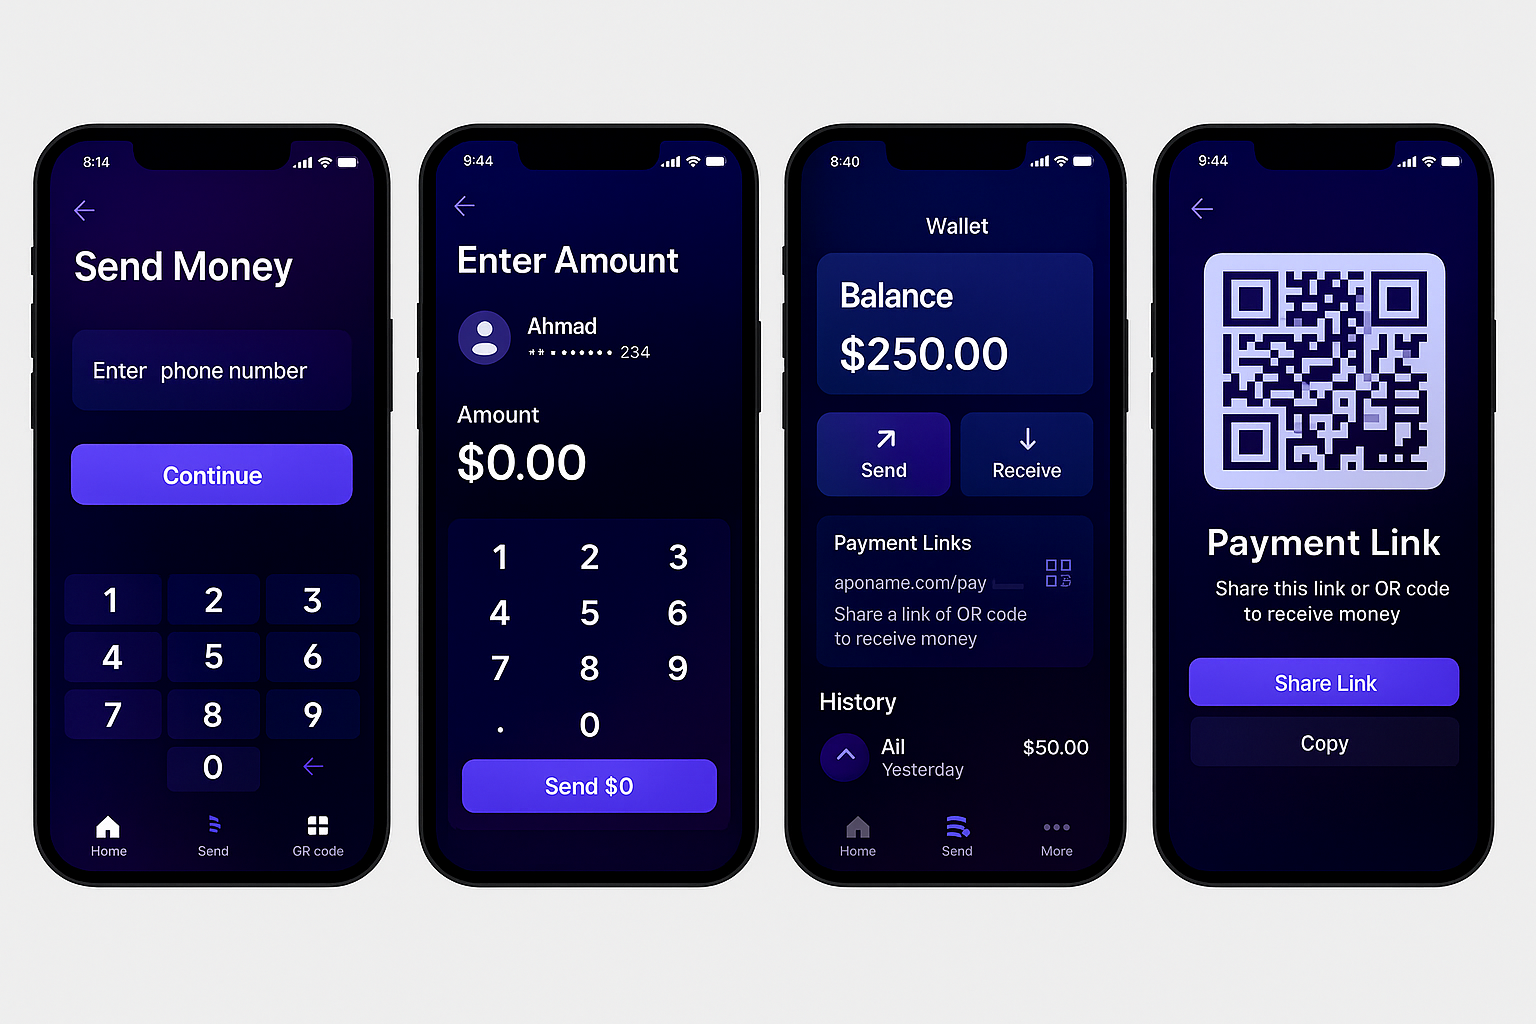 8:14
Send Money
Enter phone number
Continue
1 2 3
4 5 6
7 8 9
0
Home Send GR code
9:44
Enter Amount
Ahmad
234
Amount
$0.00
1 2 3
4 5 6
7 8 9
. 0
Send $0
8:40
Wallet
Balance
$250.00
Send Receive
Payment Links
aponame.com/pay
Share a link of OR code
to receive money
History
Ail $50.00
Yesterday
Home Send More
9:44
Payment Link
Share this link or OR code
to receive money
Share Link
Copy